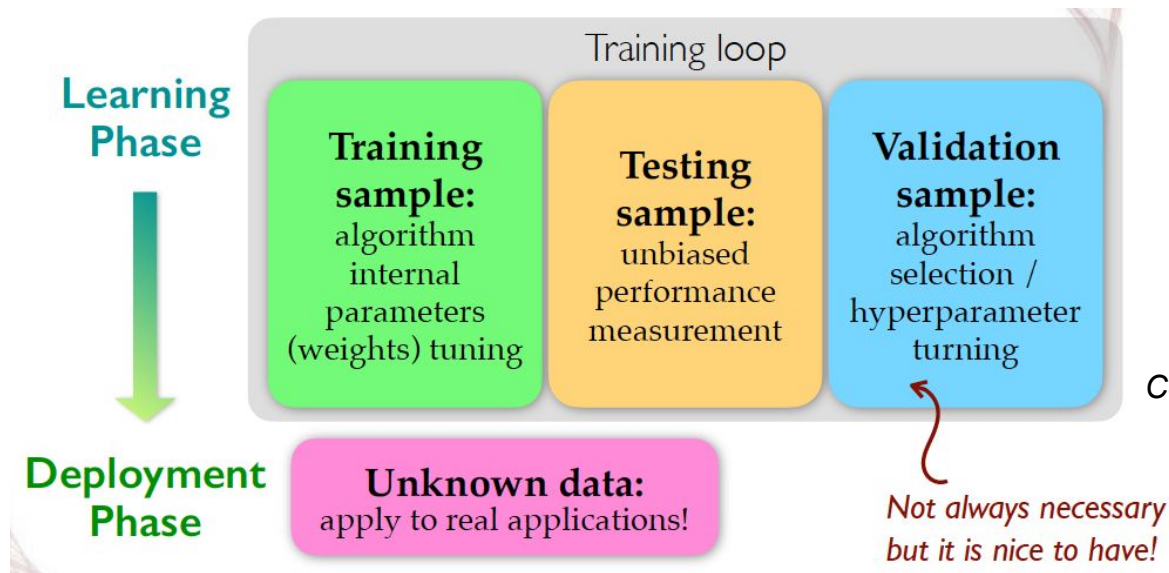 Training loop
Learning
Phase
Training
sample:
algorithm
internal
parameters
(weights) tuning
Testing
sample:
unbiased
performance
measurement
Validation
sample:
algorithm
selection /
hyperparameter
turning
C
Deployment
Phase
Unknown data:
apply to real applications!
Not always necessary
but it is nice to have!